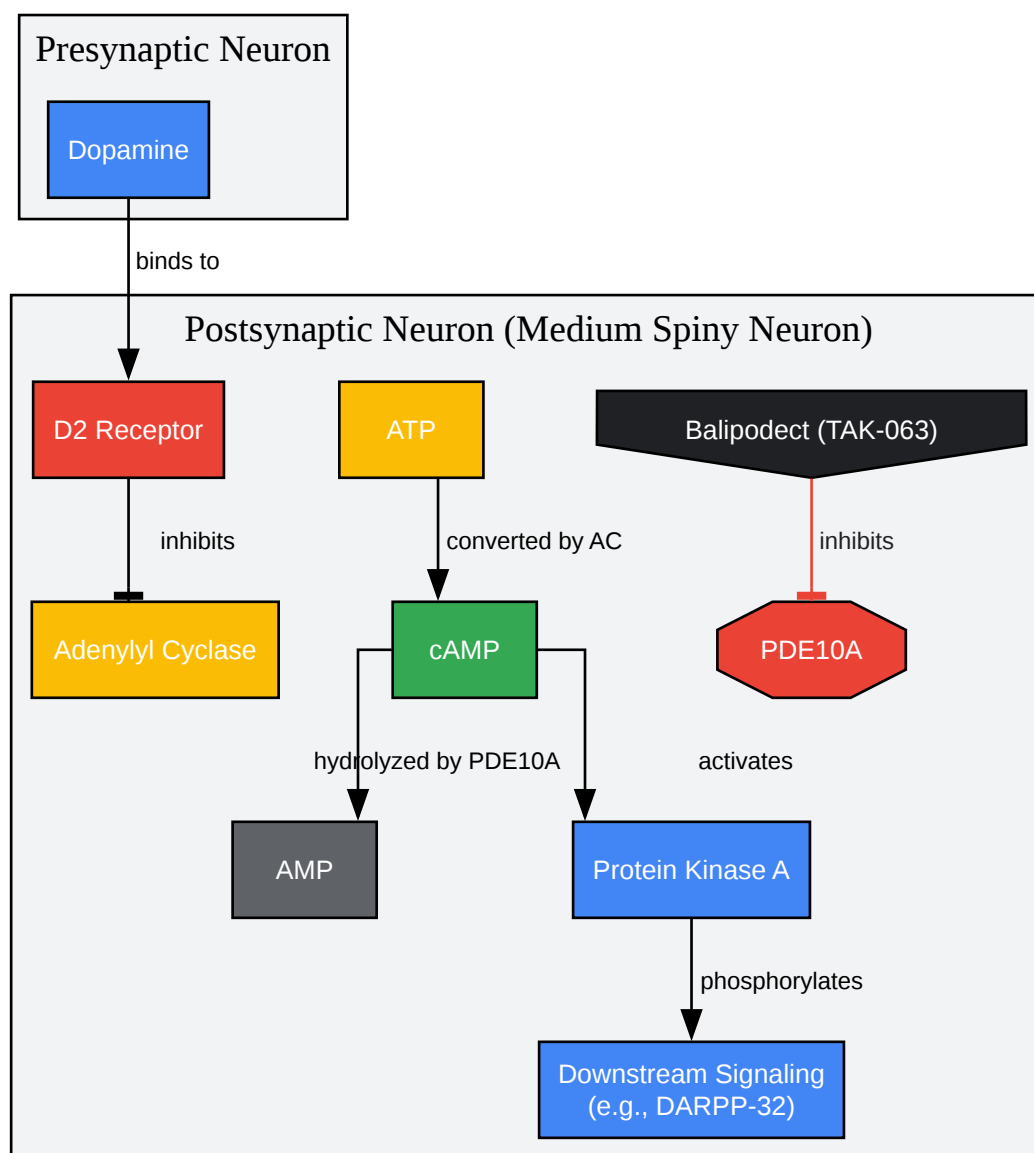 Presynaptic Neuron
Dopamine
binds to
Postsynaptic Neuron (Medium Spiny Neuron)
D2 Receptor
ATP
Balipodect (TAK-063)
inhibits
converted by AC
inhibits
Adenylyl Cyclase
cAMP
PDE10A
hydrolyzed by PDE10A
activates
AMP
Protein Kinase A
phosphorylates
Downstream Signaling
(e.g., DARPP-32)